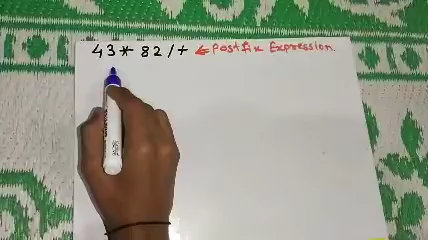 43* 82/+ ← Postfix Expression.